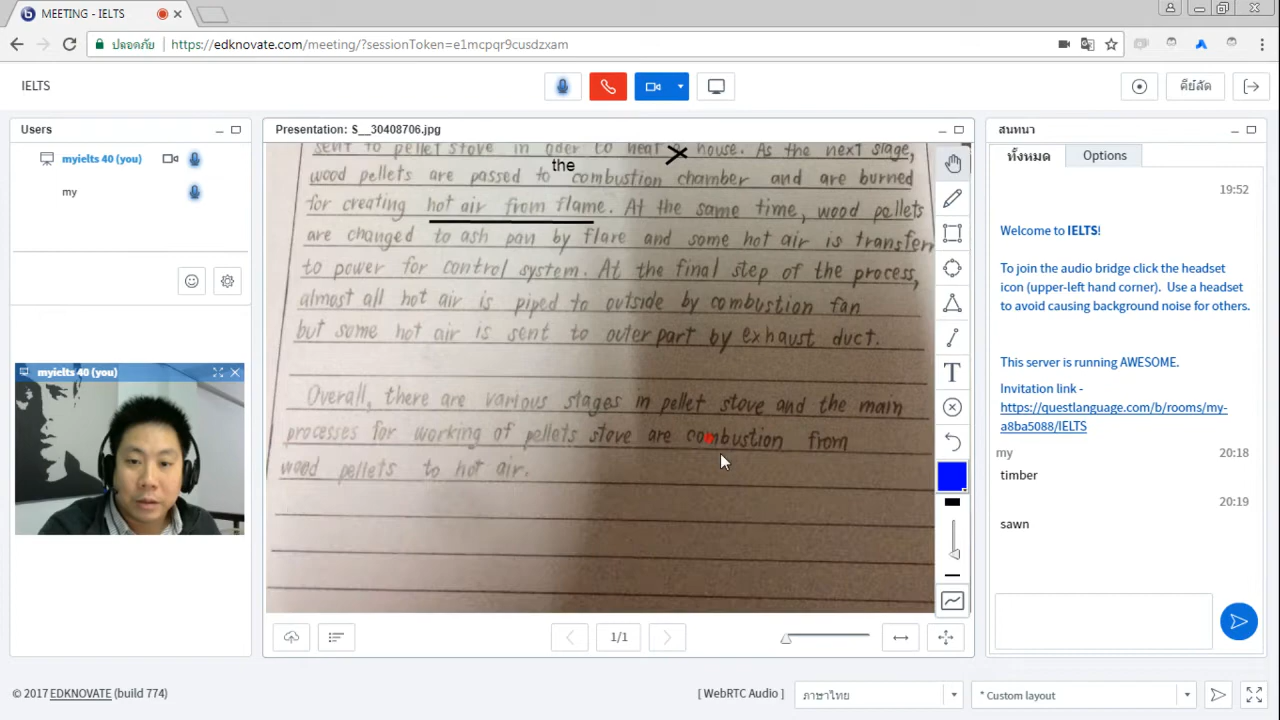 MEETING - IELTS
ปลอดภัย
https://edknovate.com/meeting/?sessionToken=e1mcpqr9cusdzxam
IELTS
คีย์ลัด
Users
myielts 40 (you)
my
myielts 40 (you)
Presentation: S__30408706.jpg
sent to pellet stove in oder to heat a house. As the next stage,
the
wood pellets are passed to combustion chamber and are burned
for creating hot air from flame. At the same time, wood pellets
are changed to ash pan by flare and some hot air is transfer
to power for control system. At the final step of the process,
almost all hot air is piped to outside by combustion fan
but some hot air is sent to outer part by exhaust duct.
Overall, there are various stages in pellet stove and the main
processes for working of pellets stove are combustion from
wood pellets to hot air.
1/1
สนทนา
ทั้งหมด
Options
19:52
Welcome to IELTS!
To join the audio bridge click the headset
icon (upper-left hand corner). Use a headset
to avoid causing background noise for others.
This server is running AWESOME.
Invitation link -
https://questlanguage.com/b/rooms/my-
a8ba5088/IELTS
my 20:18
timber
20:19
sawn
© 2017 EDKNOVATE (build 774)
[ WebRTC Audio ]
ภาษาไทย
* Custom layout